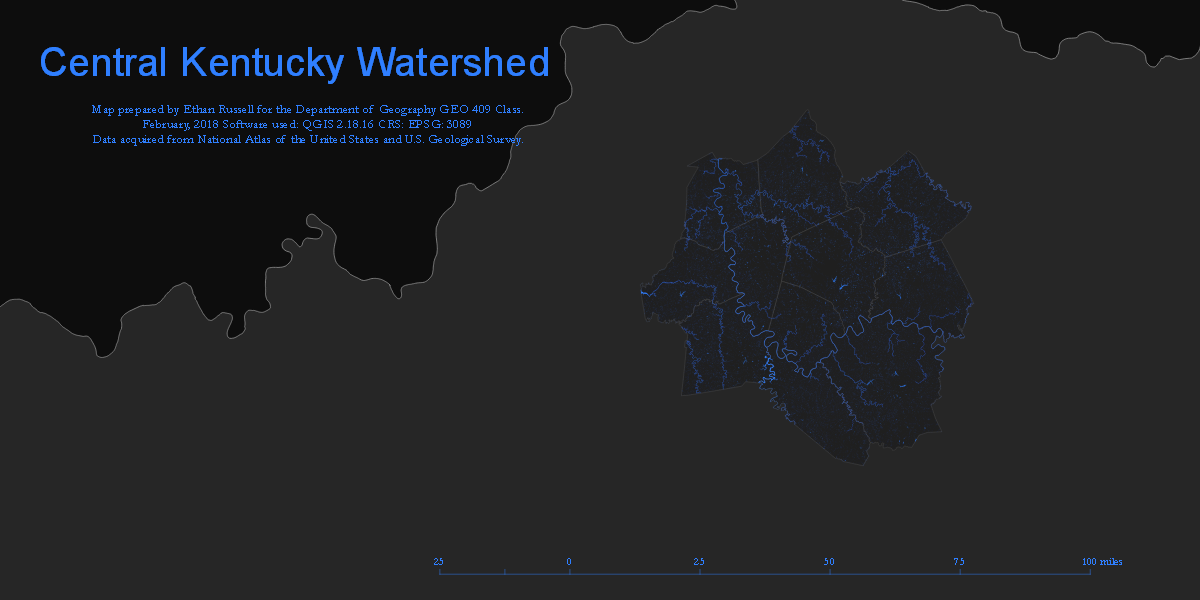 Central Kentucky Watershed
Map prepared by Ethan Russell for the Department of Geography GEO 409 Class.
February, 2018 Software used: QGIS 2.18.16 CRS: EPSG:3089
Data acquired from National Atlas of the United States and U.S. Geological Survey.
25 0 25 50 75 100 miles